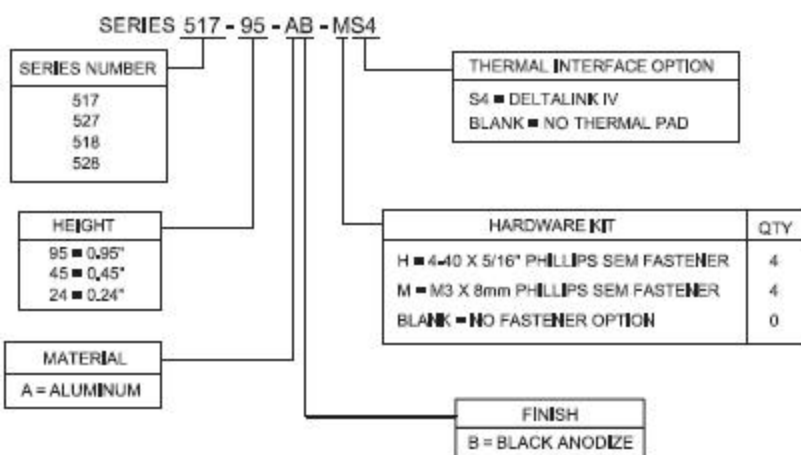 SERIES 517 - 95 - AB - MS4
SERIES NUMBER
517
527
518
528
THERMAL INTERFACE OPTION
S4 = DELTALINK IV
BLANK = NO THERMAL PAD
HEIGHT
95 = 0.95"
45 = 0.45"
24 = 0.24"
HARDWARE KIT QTY
H = 4-40 X 5/16" PHILLIPS SEM FASTENER 4
M = M3 X 8mm PHILLIPS SEM FASTENER 4
BLANK = NO FASTENER OPTION 0
MATERIAL
A = ALUMINUM
FINISH
B = BLACK ANODIZE